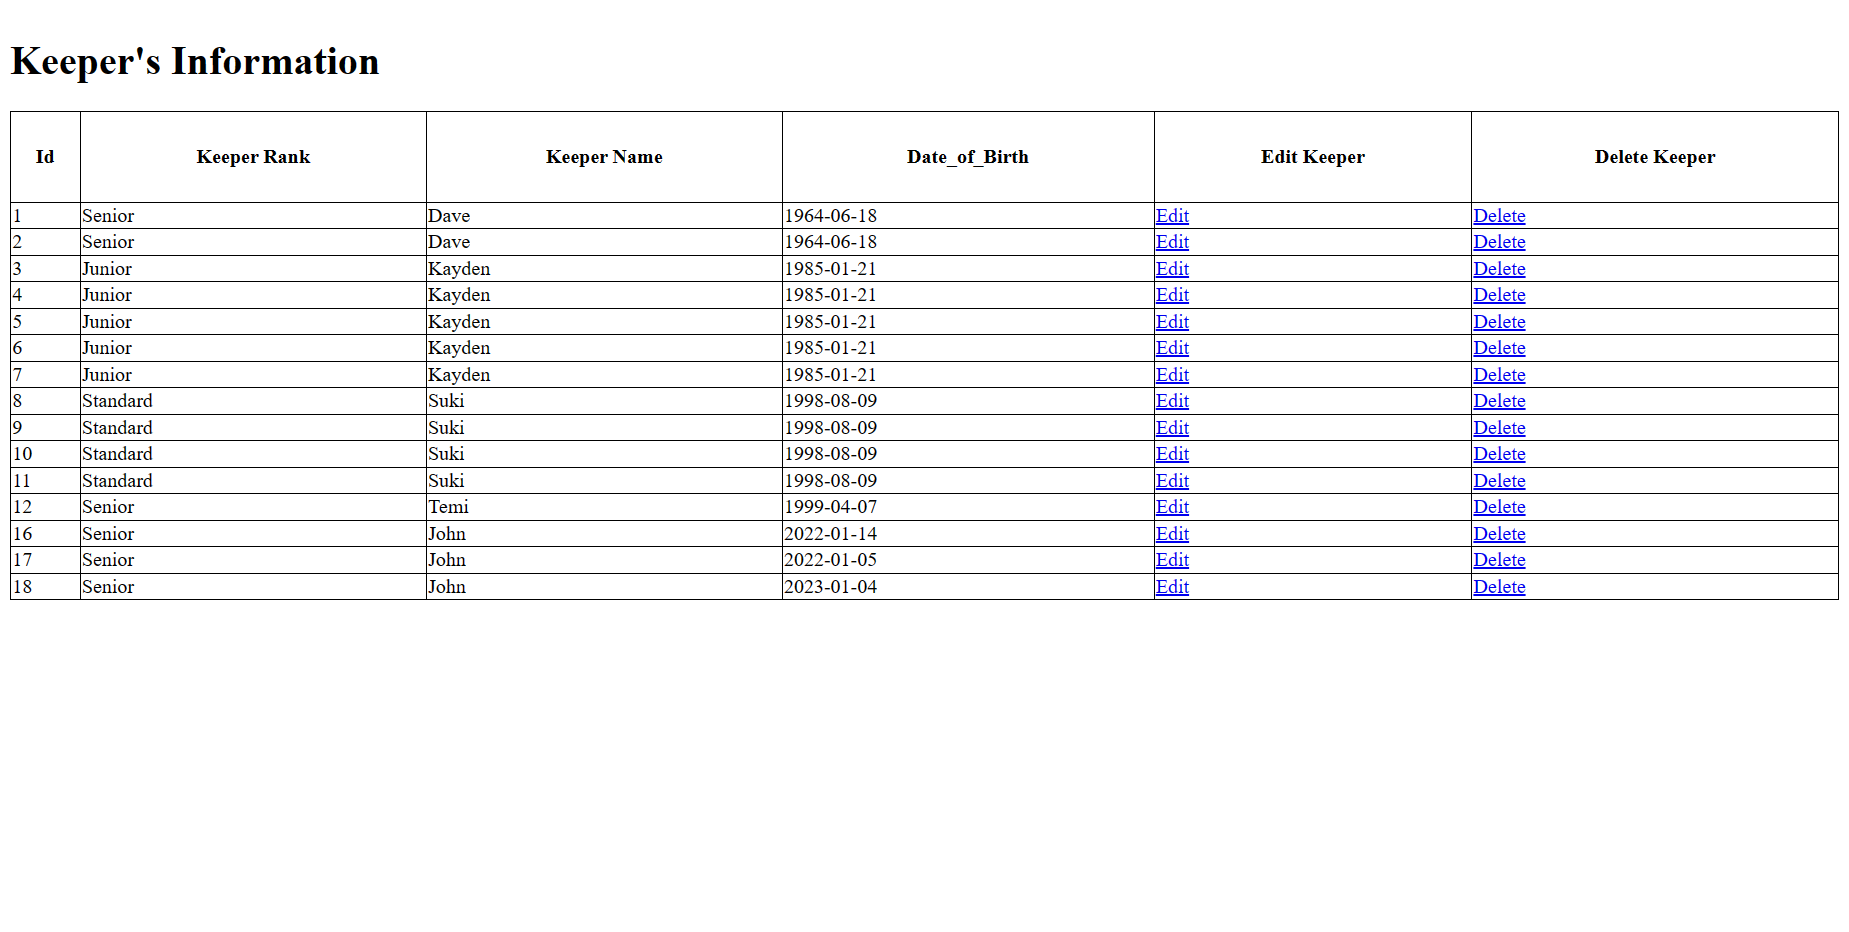 Keeper's Information
Id Keeper Rank Keeper Name Date_of_Birth Edit Keeper Delete Keeper
1 Senior Dave 1964-06-18 Edit Delete
2 Senior Dave 1964-06-18 Edit Delete
3 Junior Kayden 1985-01-21 Edit Delete
4 Junior Kayden 1985-01-21 Edit Delete
5 Junior Kayden 1985-01-21 Edit Delete
6 Junior Kayden 1985-01-21 Edit Delete
7 Junior Kayden 1985-01-21 Edit Delete
8 Standard Suki 1998-08-09 Edit Delete
9 Standard Suki 1998-08-09 Edit Delete
10 Standard Suki 1998-08-09 Edit Delete
11 Standard Suki 1998-08-09 Edit Delete
12 Senior Temi 1999-04-07 Edit Delete
16 Senior John 2022-01-14 Edit Delete
17 Senior John 2022-01-05 Edit Delete
18 Senior John 2023-01-04 Edit Delete